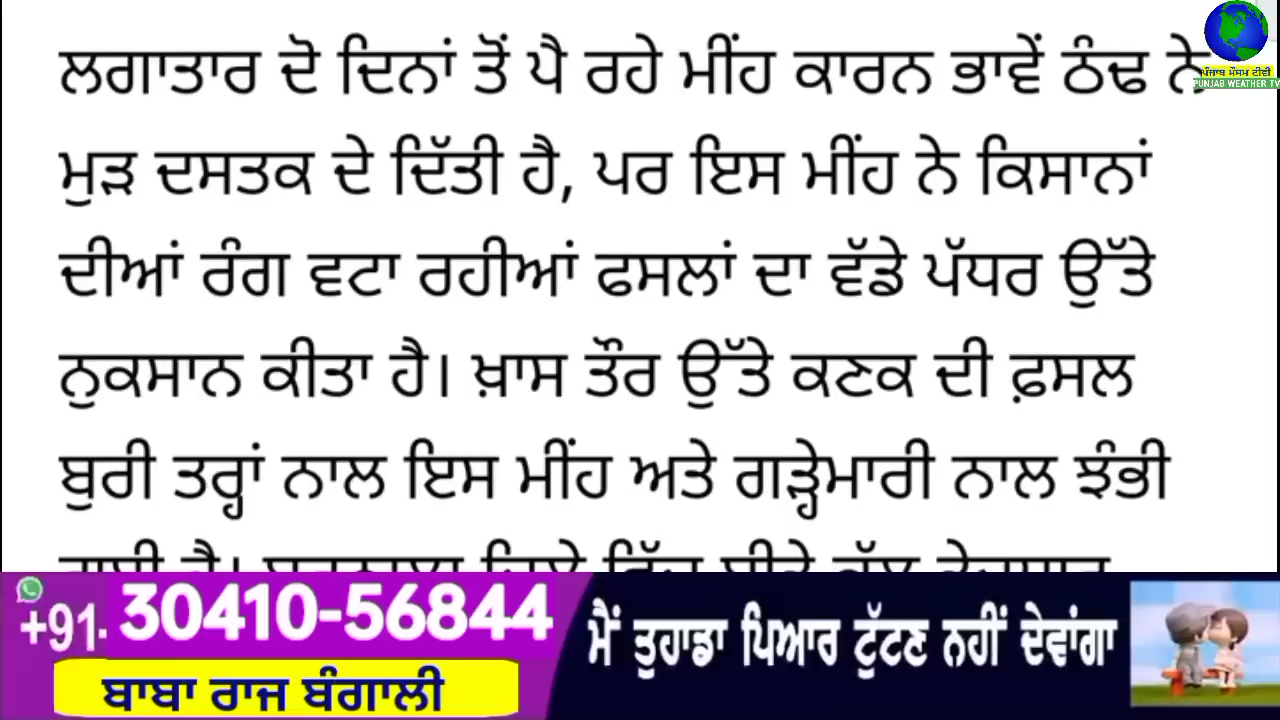 ਲਗਾਤਾਰ ਦੋ ਦਿਨਾਂ ਤੋਂ ਪੈ ਰਹੇ ਮੀਂਹ ਕਾਰਨ ਭਾਵੇਂ ਠੰਢ ਨੇ
ਮੁੜ ਦਸਤਕ ਦੇ ਦਿੱਤੀ ਹੈ, ਪਰ ਇਸ ਮੀਂਹ ਨੇ ਕਿਸਾਨਾਂ
ਦੀਆਂ ਰੰਗ ਵਟਾ ਰਹੀਆਂ ਫਸਲਾਂ ਦਾ ਵੱਡੇ ਪੱਧਰ ਉੱਤੇ
ਨੁਕਸਾਨ ਕੀਤਾ ਹੈ। ਖ਼ਾਸ ਤੌਰ ਉੱਤੇ ਕਣਕ ਦੀ ਫ਼ਸਲ
ਬੁਰੀ ਤਰ੍ਹਾਂ ਨਾਲ ਇਸ ਮੀਂਹ ਅਤੇ ਗੜ੍ਹੇਮਾਰੀ ਨਾਲ ਝੰਭੀ
ਪੰਜਾਬ ਮੌਸਮ ਟੀਵੀ
PUNJAB WEATHER TV
+91- 30410-56844
ਬਾਬਾ ਰਾਜ ਬੰਗਾਲੀ
ਮੈਂ ਤੁਹਾਡਾ ਪਿਆਰ ਟੁੱਟਣ ਨਹੀਂ ਦੇਵਾਂਗਾ